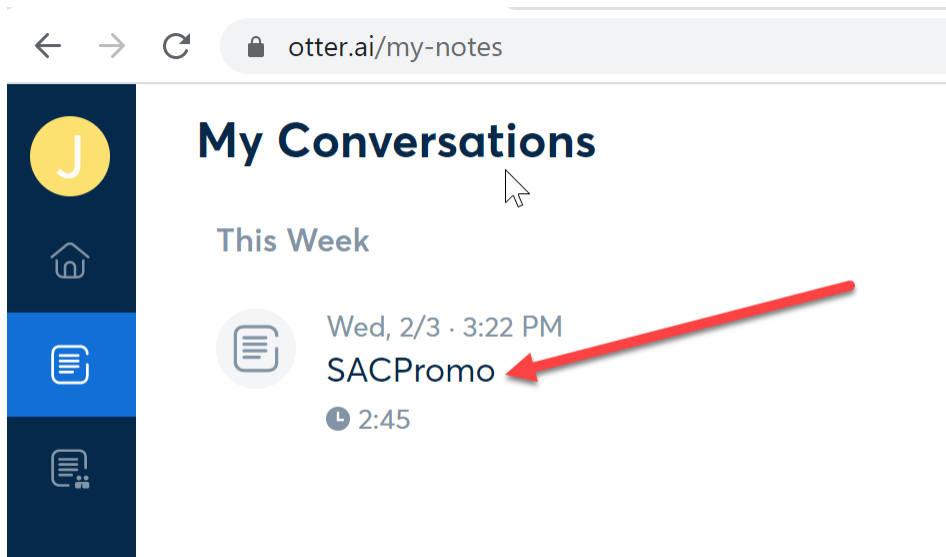 otter.ai/my-notes
J
My Conversations
This Week
Wed, 2/3 · 3:22 PM
SACPromo
2:45